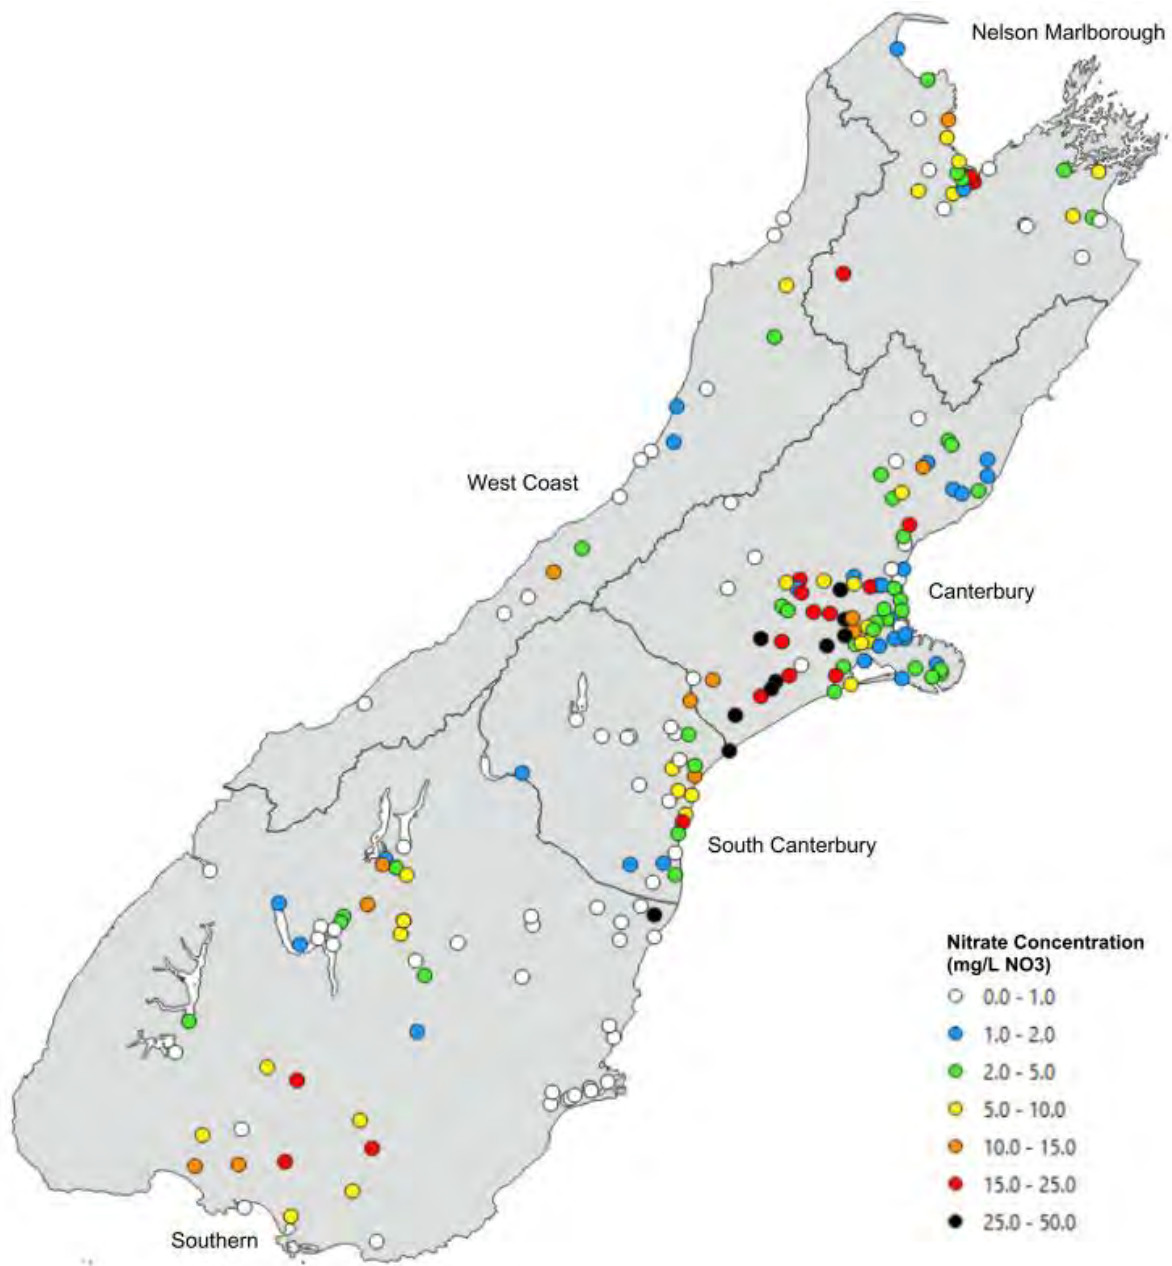 Nelson Marlborough
West Coast
Canterbury
South Canterbury
Southern
Nitrate Concentration
(mg/L NO3)
0.0 - 1.0
1.0 - 2.0
2.0 - 5.0
5.0 - 10.0
10.0 - 15.0
15.0 - 25.0
25.0 - 50.0